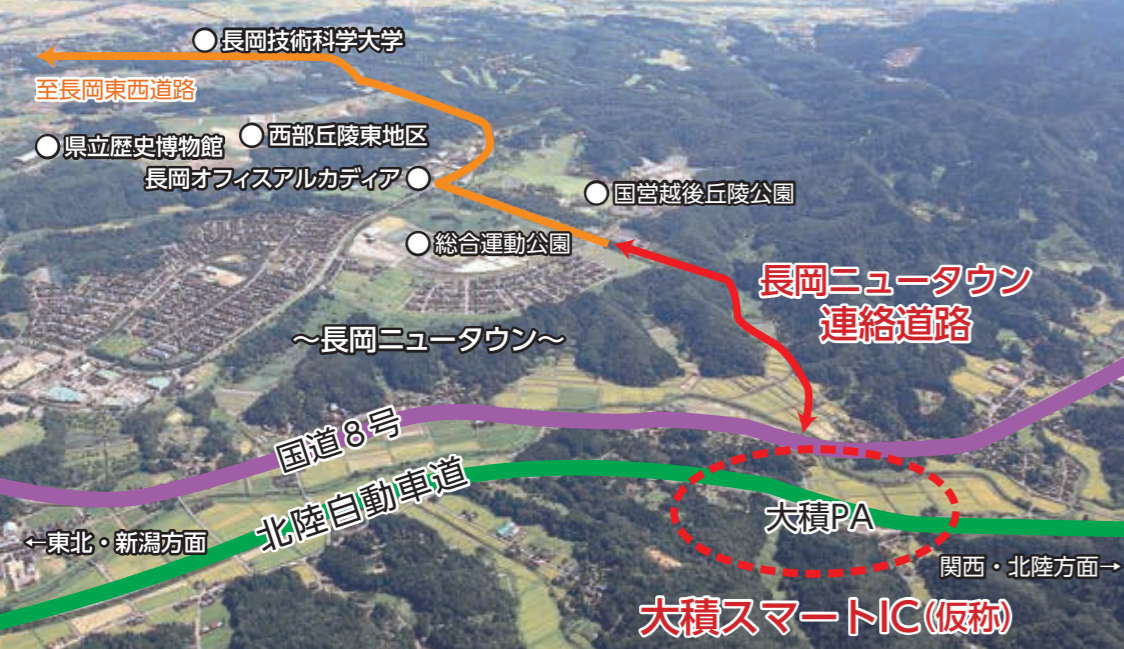 長岡技術科学大学
至長岡東西道路
県立歴史博物館
西部丘陵東地区
長岡オフィスアルカディア
国営越後丘陵公園
総合運動公園
長岡ニュータウン
連絡道路
～長岡ニュータウン～
国道8号
北陸自動車道
大積PA
←東北・新潟方面
関西・北陸方面→
大積スマートIC(仮称)